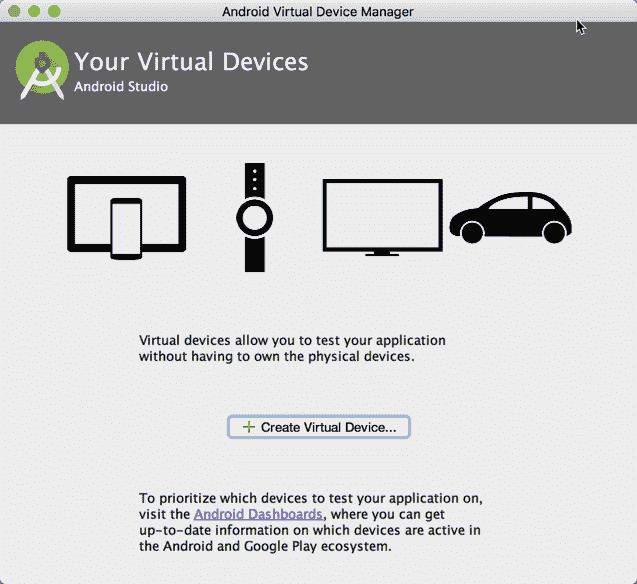 Android Virtual Device Manager
Your Virtual Devices
Android Studio
Virtual devices allow you to test your application
without having to own the physical devices.
Create Virtual Device...
To prioritize which devices to test your application on,
visit the Android Dashboards, where you can get
up-to-date information on which devices are active in
the Android and Google Play ecosystem.